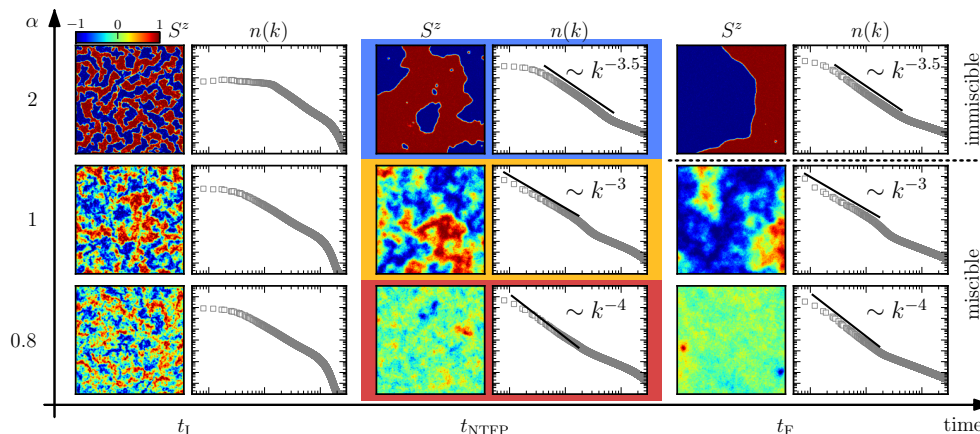 α −1 0 1 S^z n(k) S^z n(k) S^z n(k)
2 ∼ k^−3.5 ∼ k^−3.5 immiscible
1 ∼ k^−3 ∼ k^−3
0.8 ∼ k^−4 ∼ k^−4 miscible
t_I t_NTFP t_F time